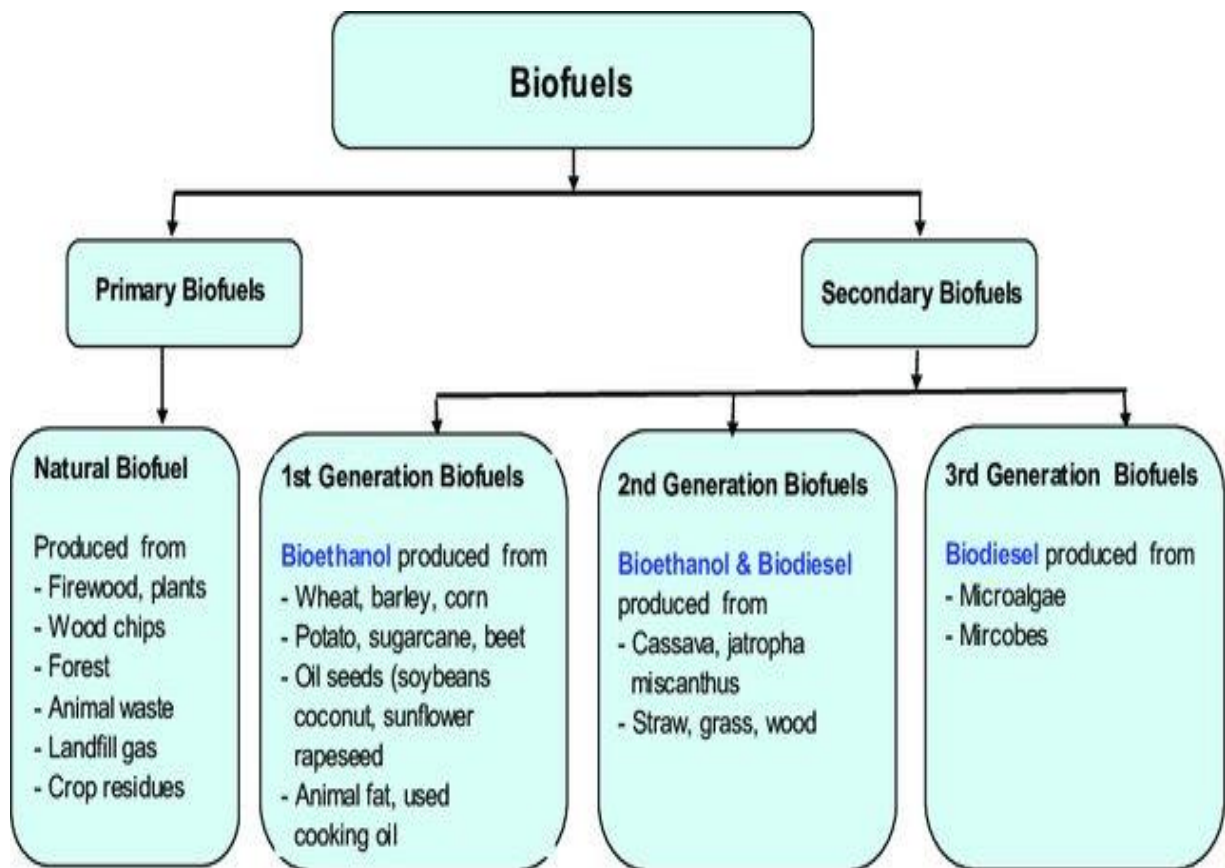 Biofuels
Primary Biofuels
Secondary Biofuels
Natural Biofuel
Produced from
- Firewood, plants
- Wood chips
- Forest
- Animal waste
- Landfill gas
- Crop residues
1st Generation Biofuels
Bioethanol produced from
- Wheat, barley, corn
- Potato, sugarcane, beet
- Oil seeds (soybeans
coconut, sunflower
rapeseed
- Animal fat, used
cooking oil
2nd Generation Biofuels
Bioethanol & Biodiesel
produced from
- Cassava, jatropha
miscanthus
- Straw, grass, wood
3rd Generation Biofuels
Biodiesel produced from
- Microalgae
- Mircobes